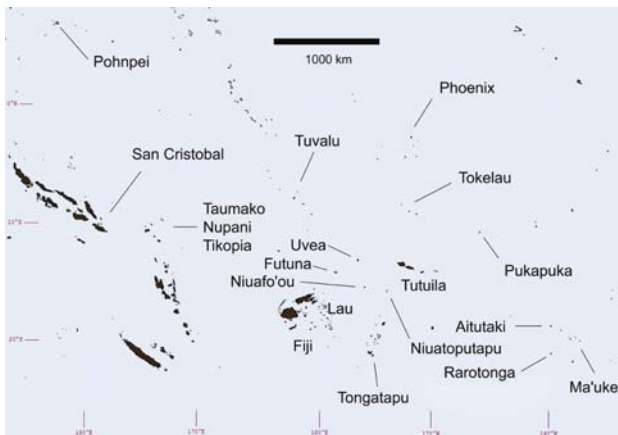 Pohnpei
1000 km
Phoenix
Tuvalu
San Cristobal
Tokelau
Taumako
Nupani
Tikopia
Uvea
Futuna
Niuafo'ou
Tutuila
Pukapuka
Lau
Fiji
Niuatoputapu
Aitutaki
Rarotonga
Ma'uke
Tongatapu
170°E